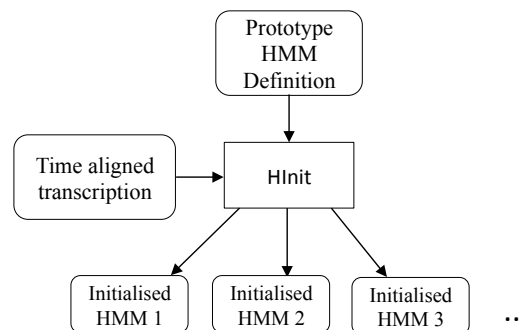 Prototype
HMM
Definition
Time aligned
transcription
HInit
Initialised
HMM 1
Initialised
HMM 2
Initialised
HMM 3
..